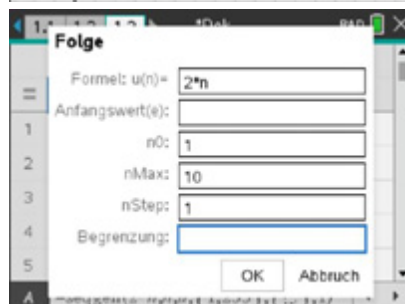 1.1 1.2 1.3 *Dok RAD
Folge
Formel: u(n)= 2*n
Anfangswert(e):
n0: 1
nMax: 10
nStep: 1
Begrenzung:
OK Abbruch
1
2
3
4
5
A